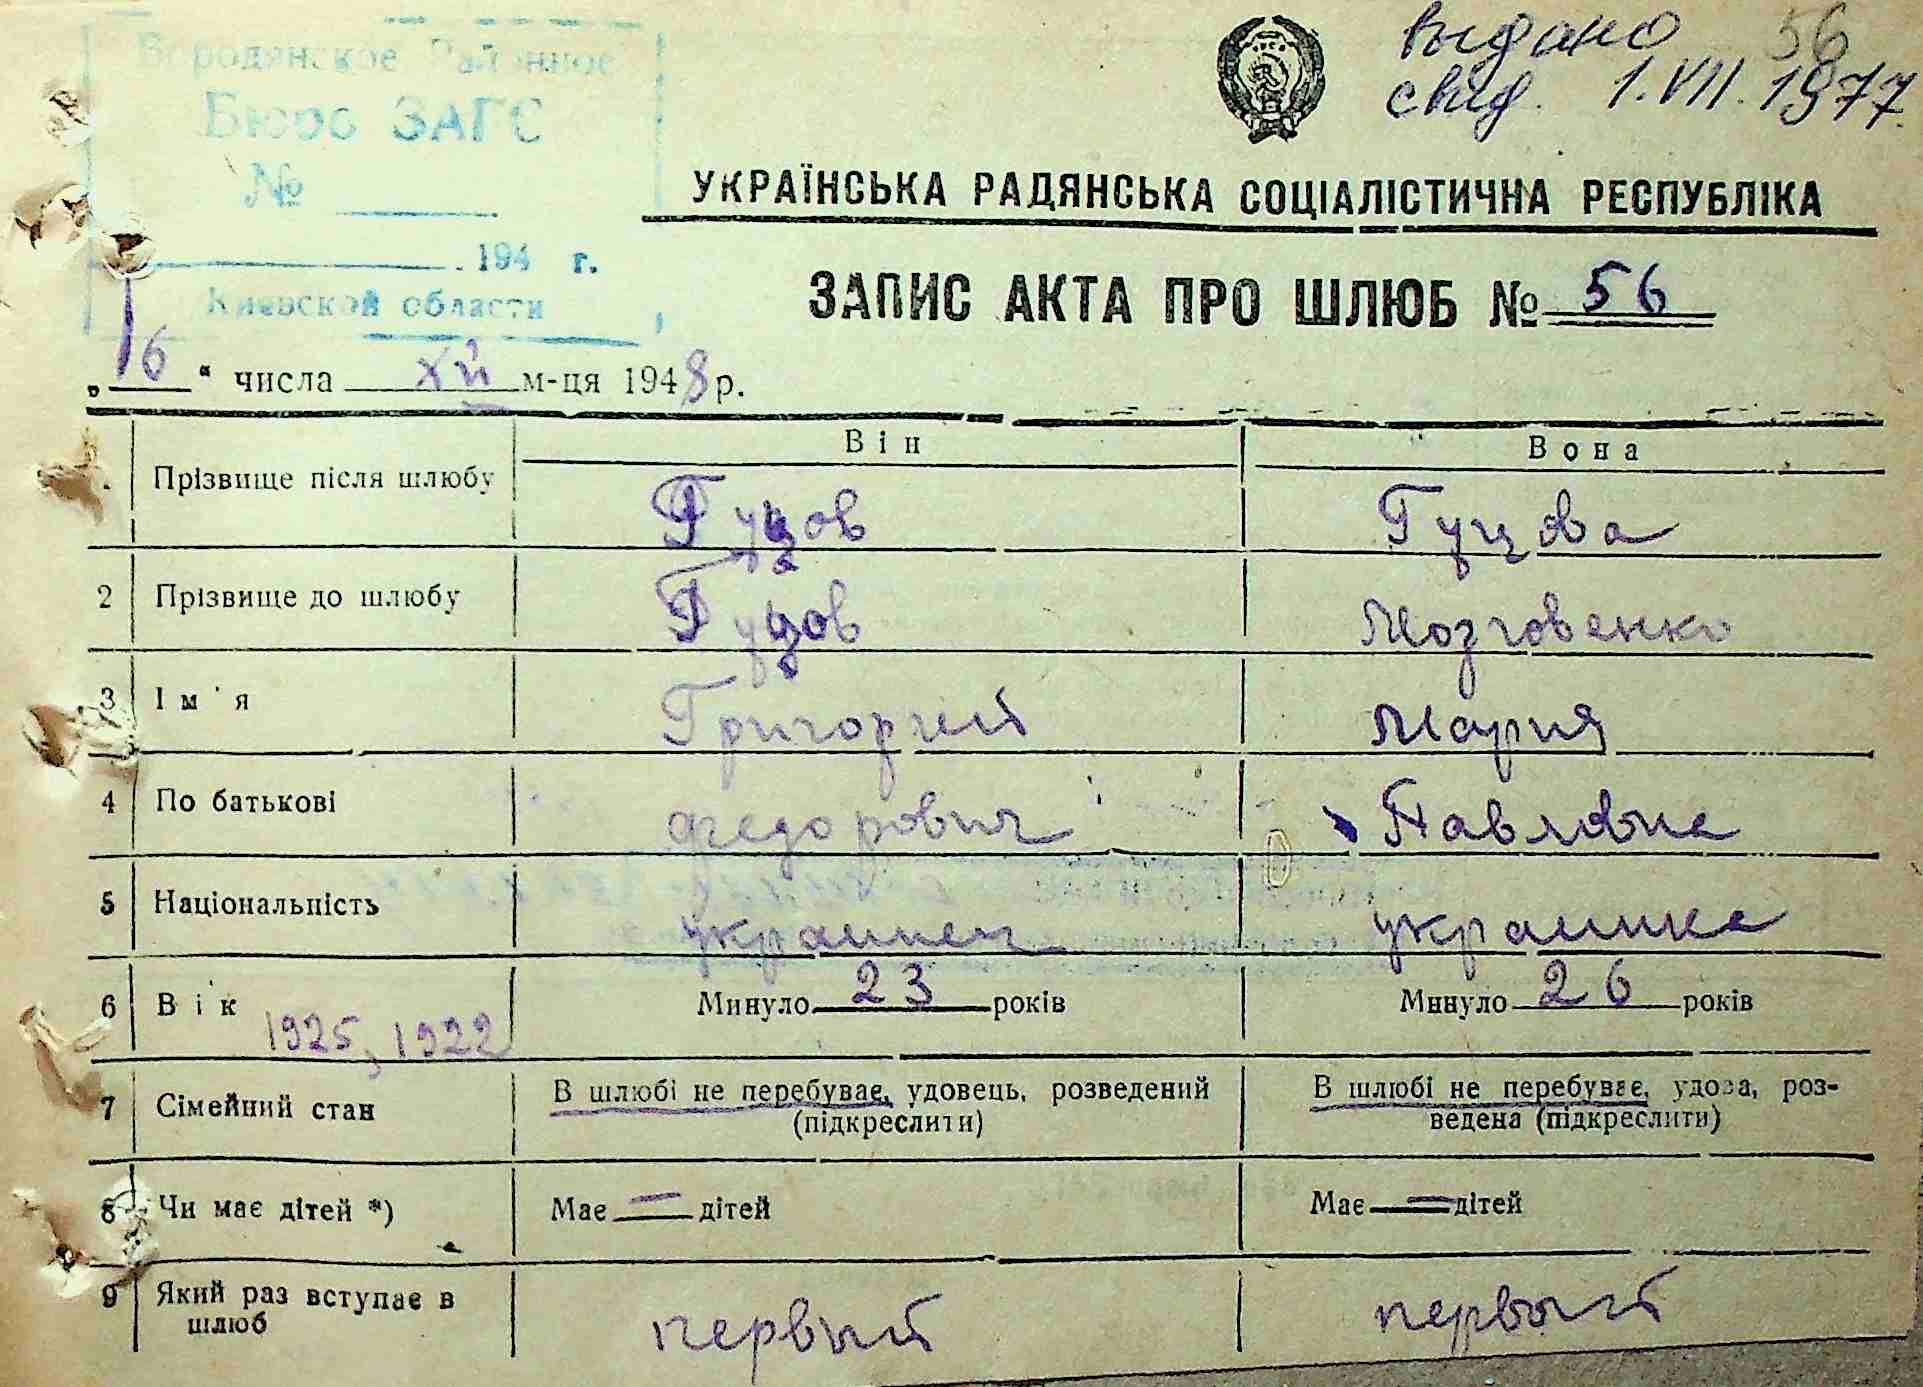 Бородянское Районное
Бюро ЗАГС
№
194 г.
Киевской области
выдано 56
свид. 1.VII.1977
УКРАЇНСЬКА РАДЯНСЬКА СОЦІАЛІСТИЧНА РЕСПУБЛІКА
ЗАПИС АКТА ПРО ШЛЮБ № 56
„16“ числа XII м-ця 1948 р.
Він Вона
Прізвище після шлюбу Гуцов Гуцова
2 Прізвище до шлюбу Гуцов Мозговенко
3 Ім'я Григорий Мария
4 По батькові Федорович Павловна
5 Національність украинец украинка
6 Вік 1925, 1922 Минуло 23 років Минуло 26 років
7 Сімейний стан В шлюбі не перебуває, удовець, розведений (підкреслити) В шлюбі не перебуває, удова, розведена (підкреслити)
8 Чи має дітей *) Має — дітей Має — дітей
9 Який раз вступає в шлюб первый первый